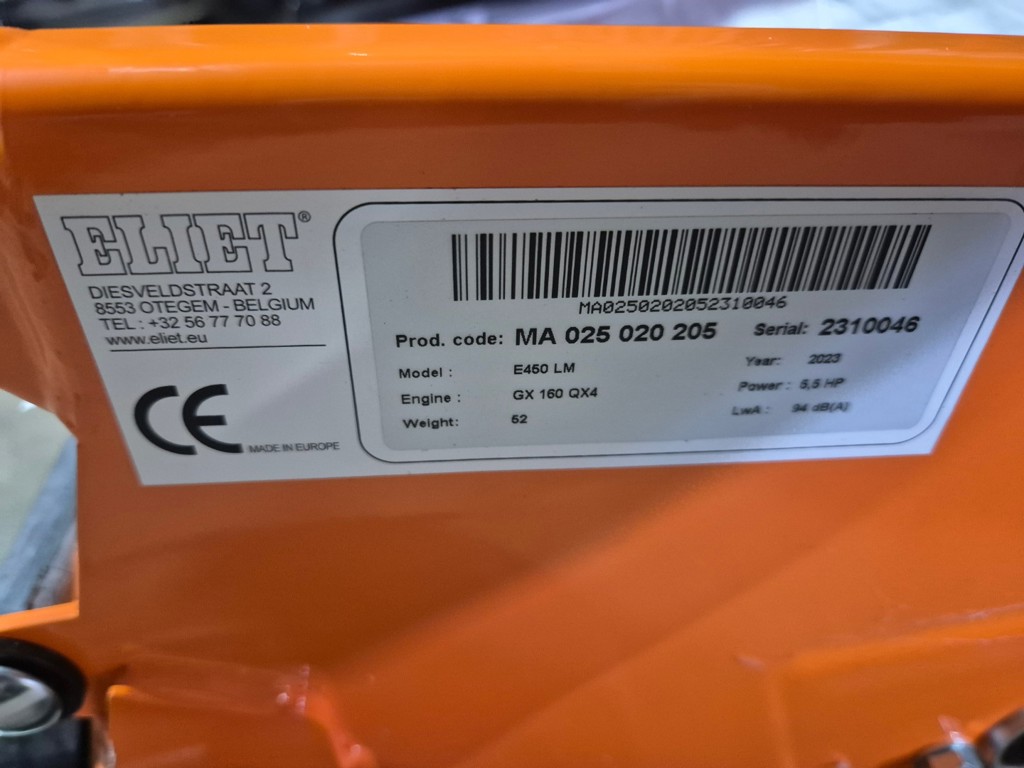 ELIET®
DIESVELDSTRAAT 2
8553 OTEGEM - BELGIUM
TEL : +32 56 77 70 88
www.eliet.eu
CE
MADE IN EUROPE
MA0250202052310046
Prod. code: MA 025 020 205 Serial: 2310046
Model : E450 LM Year: 2023
Engine : GX 160 QX4 Power : 5,5 HP
Weight: 52 LwA : 94 dB(A)